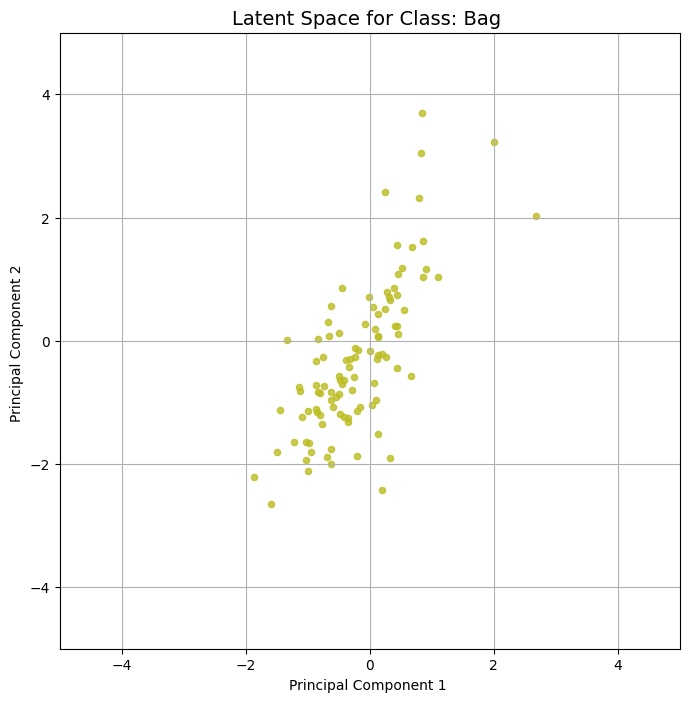 Latent Space for Class: Bag
4
2
0
−2
−4
Principal Component 2
−4 −2 0 2 4
Principal Component 1